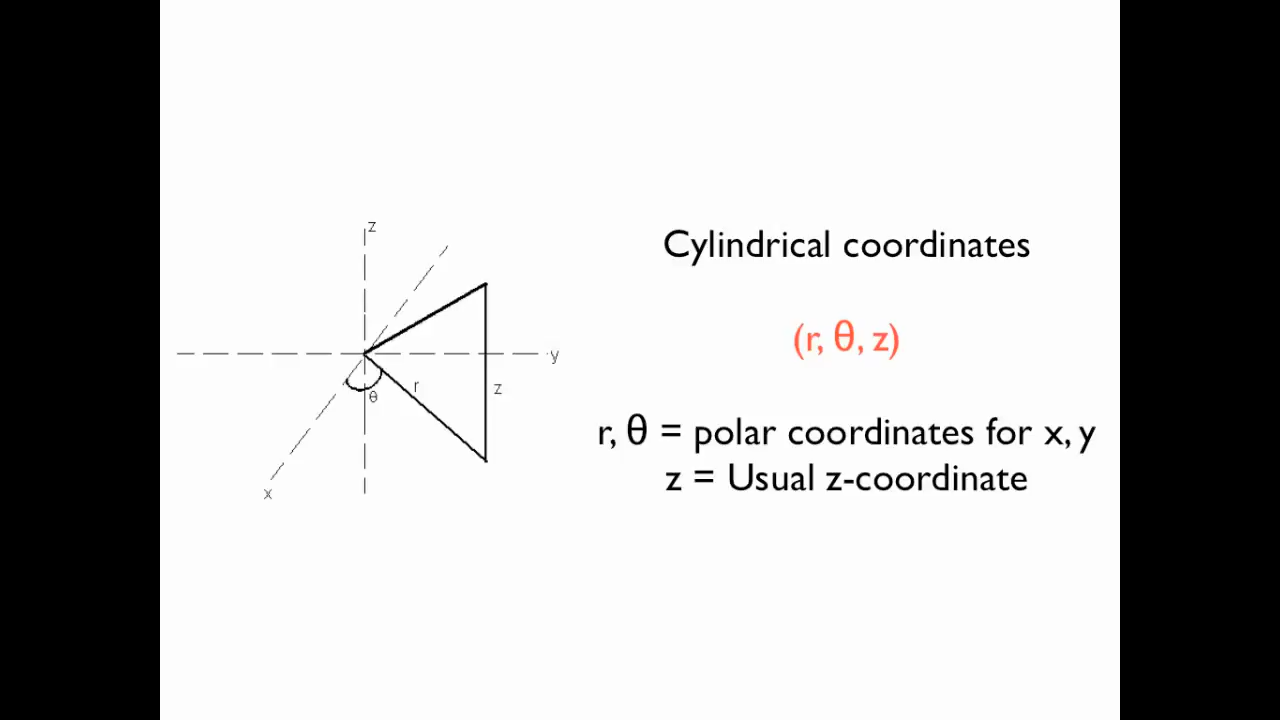 z
y
θ
r
z
x
Cylindrical coordinates
(r, θ, z)
r, θ = polar coordinates for x, y
z = Usual z-coordinate